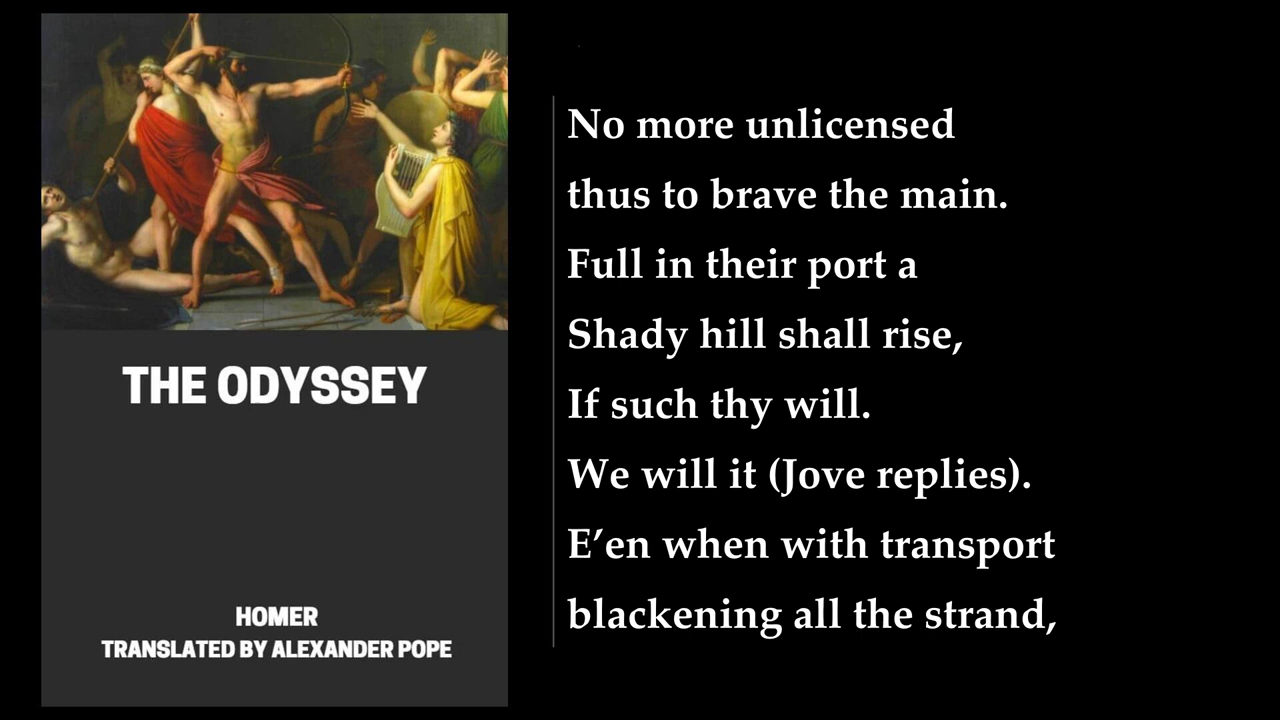 THE ODYSSEY
HOMER
TRANSLATED BY ALEXANDER POPE
No more unlicensed
thus to brave the main.
Full in their port a
Shady hill shall rise,
If such thy will.
We will it (Jove replies).
E’en when with transport
blackening all the strand,